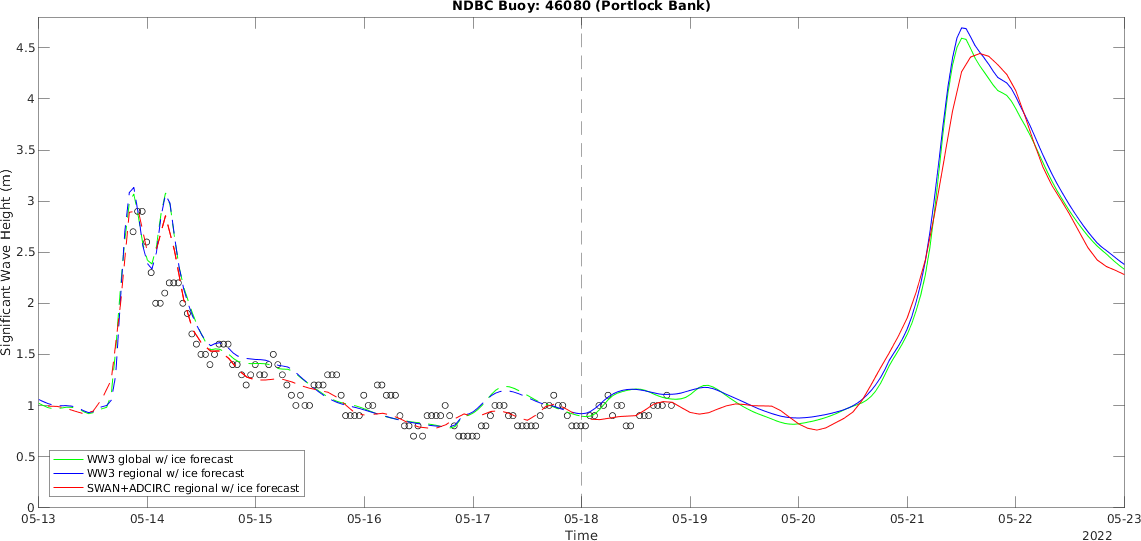 NDBC Buoy: 46080 (Portlock Bank)
4.5
4
3.5
3
2.5
2
1.5
1
0.5
0
Significant Wave Height (m)
WW3 global w/ ice forecast
WW3 regional w/ ice forecast
SWAN+ADCIRC regional w/ ice forecast
05-13 05-14 05-15 05-16 05-17 05-18 05-19 05-20 05-21 05-22 05-23
Time
2022